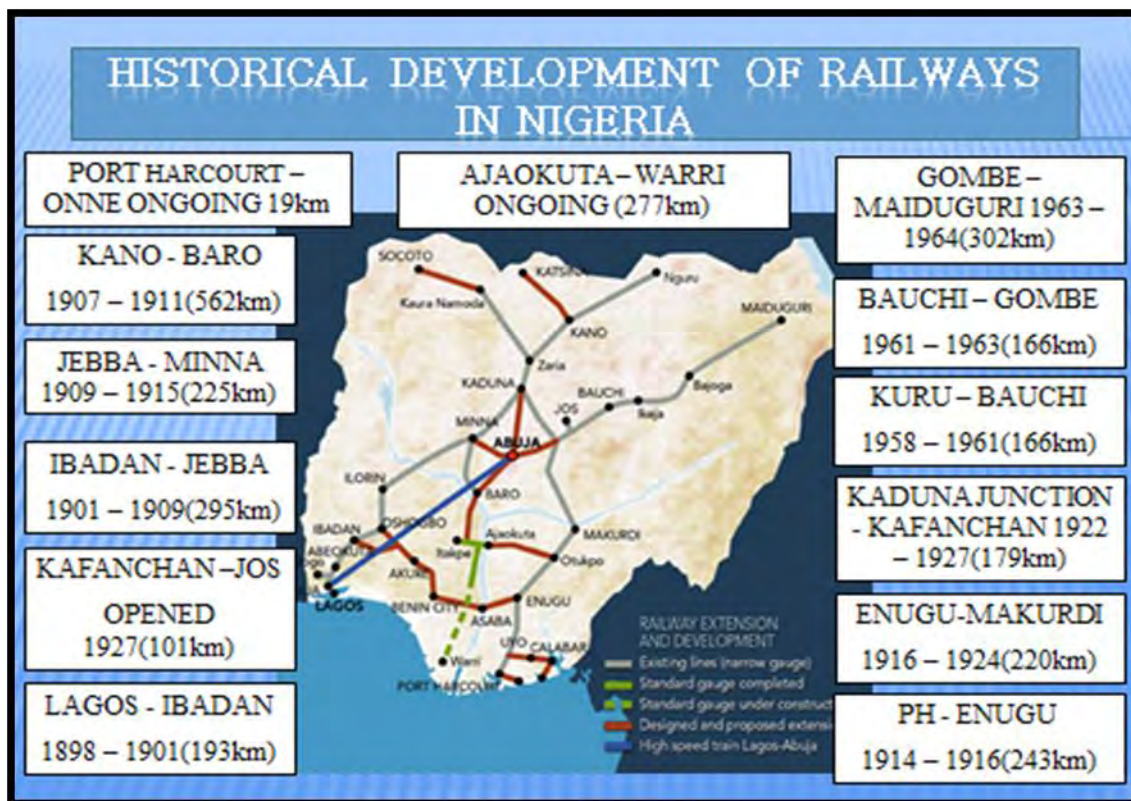 HISTORICAL DEVELOPMENT OF RAILWAYS
IN NIGERIA
PORT HARCOURT –
ONNE ONGOING 19km
AJAOKUTA – WARRI
ONGOING (277km)
GOMBE –
MAIDUGURI 1963 –
1964(302km)
KANO - BARO
1907 – 1911(562km)
JEBBA - MINNA
1909 – 1915(225km)
IBADAN - JEBBA
1901 – 1909(295km)
KAFANCHAN –JOS
OPENED
1927(101km)
LAGOS - IBADAN
1898 – 1901(193km)
BAUCHI – GOMBE
1961 – 1963(166km)
KURU – BAUCHI
1958 – 1961(166km)
KADUNA JUNCTION
- KAFANCHAN 1922
– 1927(179km)
ENUGU-MAKURDI
1916 – 1924(220km)
PH - ENUGU
1914 – 1916(243km)
SOCOTO
KATSINA
Nguru
Kaura Namoda
MAIDUGURI
KANO
Zaria
KADUNA
BAUCHI
Bajoga
JOS
Ikaja
MINNA
ABUJA
ILORIN
BARO
OSHOGBO
IBADAN
Ajaokuta
MAKURDI
Itakpe
Otukpo
LAGOS
BENIN CITY
ENUGU
ASABA
UYO
CALABAR
Warri
PORT HARCOURT
RAILWAY EXTENSION
AND DEVELOPMENT
Existing lines (narrow gauge)
Standard gauge completed
Standard gauge under construct
Designed and proposed extensi
High speed train Lagos-Abuja